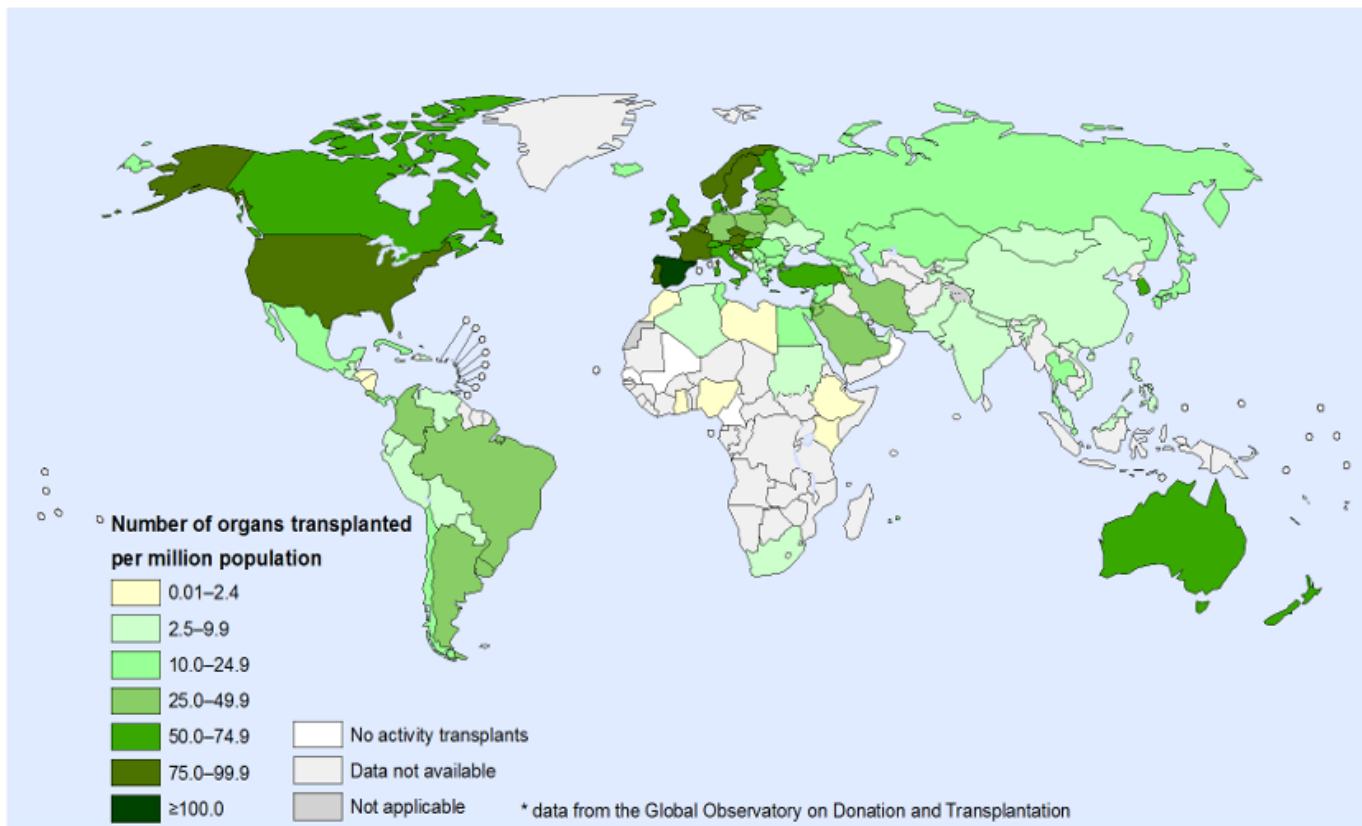 Number of organs transplanted
per million population
0.01–2.4
2.5–9.9
10.0–24.9
25.0–49.9
50.0–74.9
75.0–99.9
≥100.0
No activity transplants
Data not available
Not applicable
* data from the Global Observatory on Donation and Transplantation